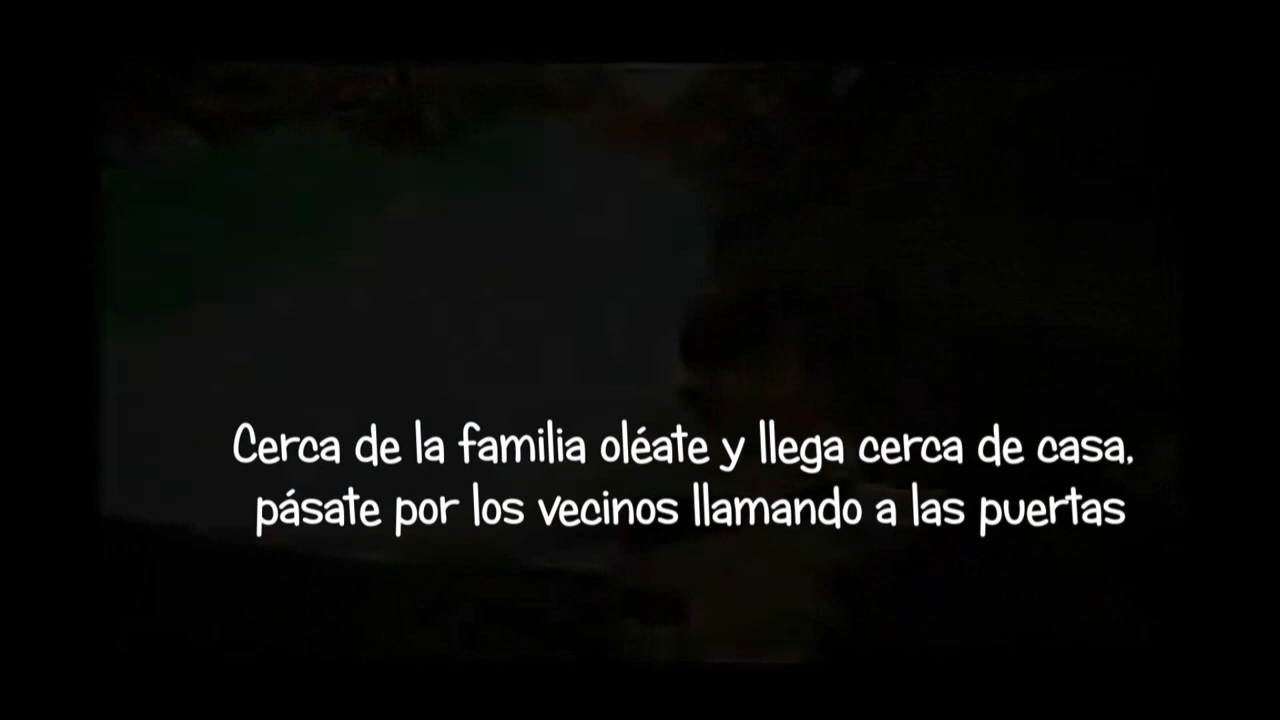 Cerca de la familia oléate y llega cerca de casa.
pásate por los vecinos llamando a las puertas